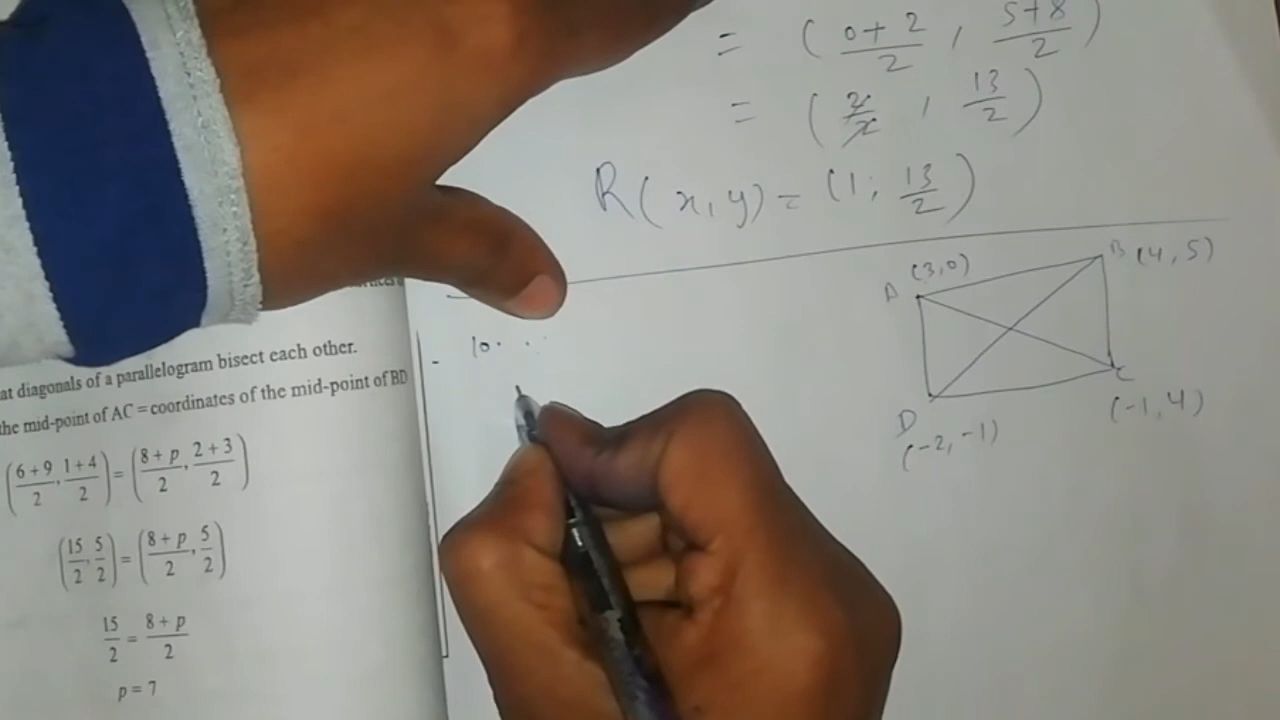 = ( 0+2/2 , 5+8/2 )
= ( 2/2 , 13/2 )
R(x,y) = (1, 13/2)
A (3,0) B (4,5)
10.
D (-2,-1) C (-1,4)
at diagonals of a parallelogram bisect each other.
the mid-point of AC = coordinates of the mid-point of BD
(6+9/2, 1+4/2) = (8+p/2, 2+3/2)
(15/2, 5/2) = (8+p/2, 5/2)
15/2 = 8+p/2
p = 7